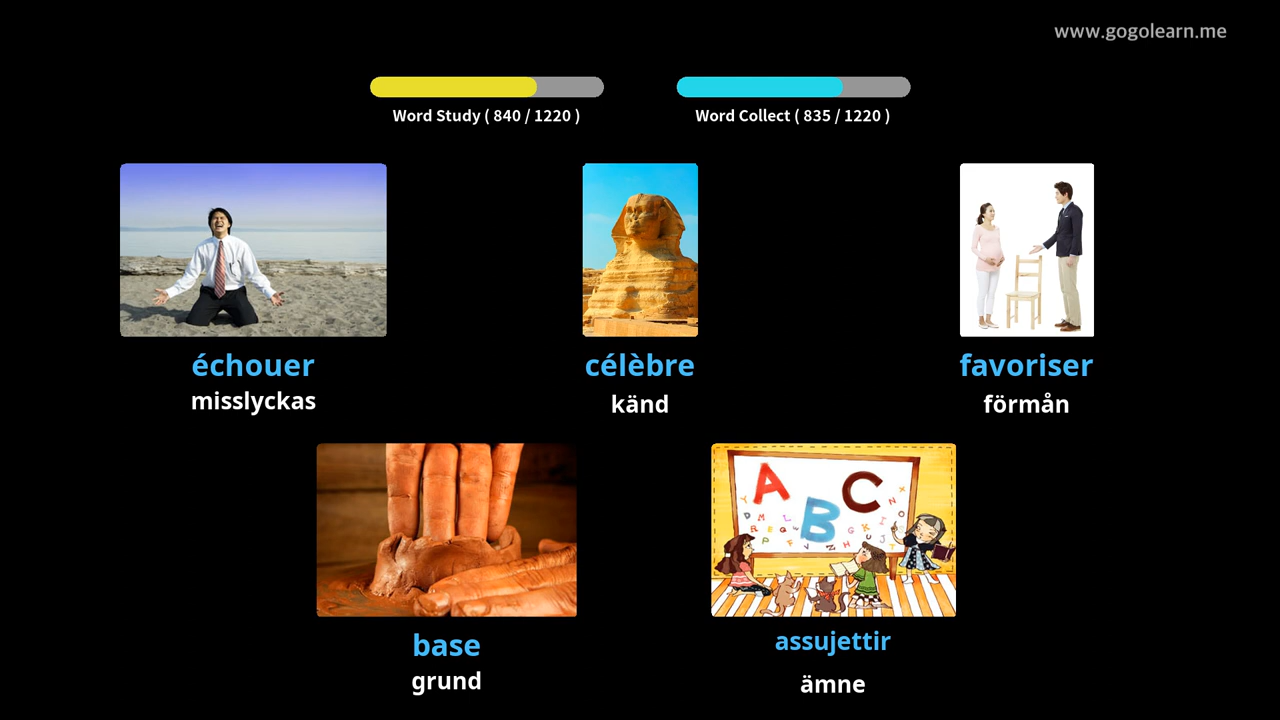 www.gogolearn.me
Word Study ( 840 / 1220 )
Word Collect ( 835 / 1220 )
échouer
misslyckas
célèbre
känd
favoriser
förmån
A B C
base
grund
assujettir
ämne